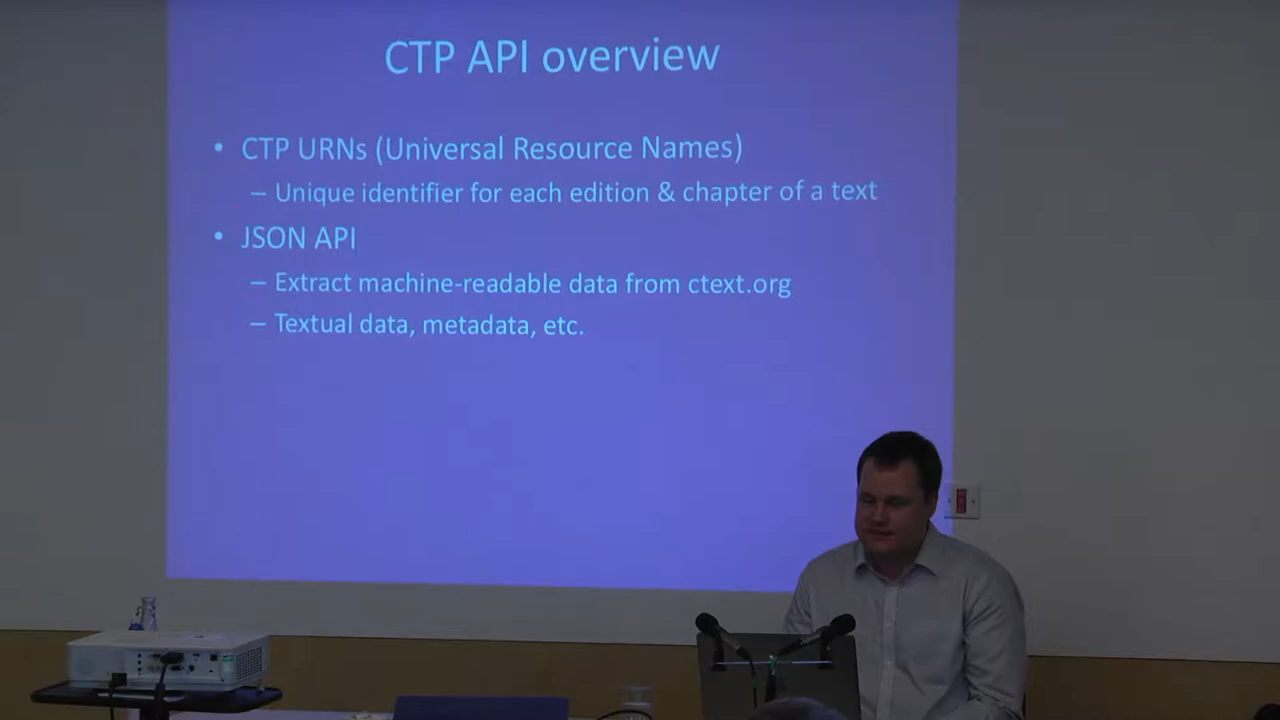 CTP API overview
• CTP URNs (Universal Resource Names)
– Unique identifier for each edition & chapter of a text
• JSON API
– Extract machine-readable data from ctext.org
– Textual data, metadata, etc.